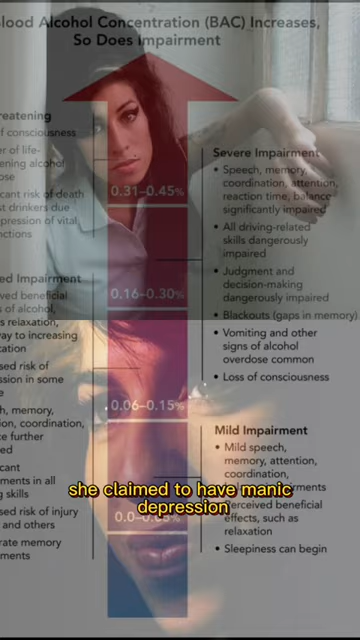 lood Alcohol Concentration (BAC) Increases,
So Does Impairment
reatening
of consciousness
er of life-
ening alcohol
ose
cant risk of death
st drinkers due
pression of vital
nctions
0.31–0.45%
Severe Impairment
• Speech, memory,
coordination, attention,
reaction time, balance
significantly impaired
• All driving-related
skills dangerously
impaired
• Judgment and
decision-making
dangerously impaired
• Blackouts (gaps in memory)
• Vomiting and other
signs of alcohol
overdose common
• Loss of consciousness
0.16–0.30%
ed Impairment
ved beneficial
s of alcohol,
s relaxation,
way to increasing
cation
sed risk of
ssion in some
e
h, memory,
ion, coordination,
ce further
ed
cant
ments in all
g skills
sed risk of injury
and others
rate memory
ments
0.06–0.15%
Mild Impairment
• Mild speech,
memory, attention,
coordination,
rments
erceived beneficial
effects, such as
relaxation
• Sleepiness can begin
she claimed to have manic
depression